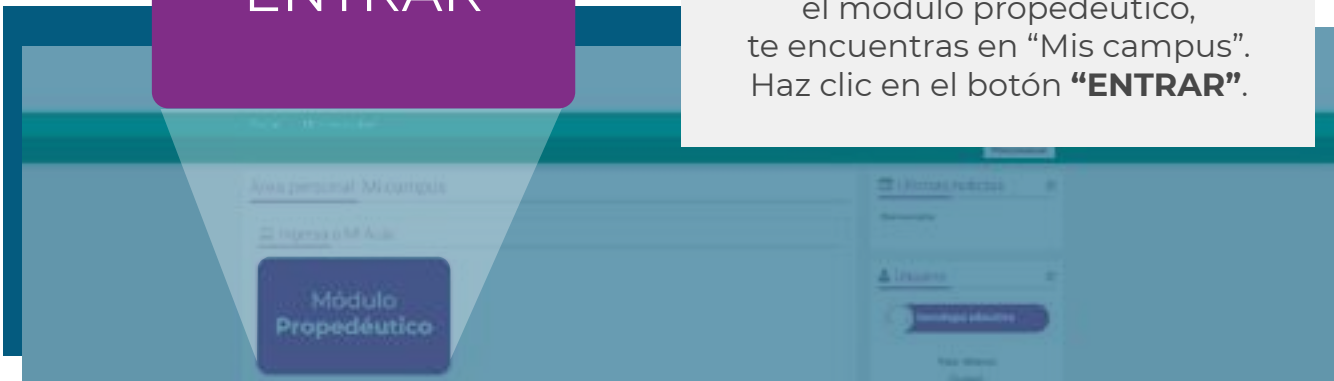 ENTRAR
el módulo propedéutico,
te encuentras en “Mis campus”.
Haz clic en el botón “ENTRAR”.
Área personal: Mi campus
Últimas noticias
Ingresa a Mi Aula
Usuario
Módulo
Propedéutico